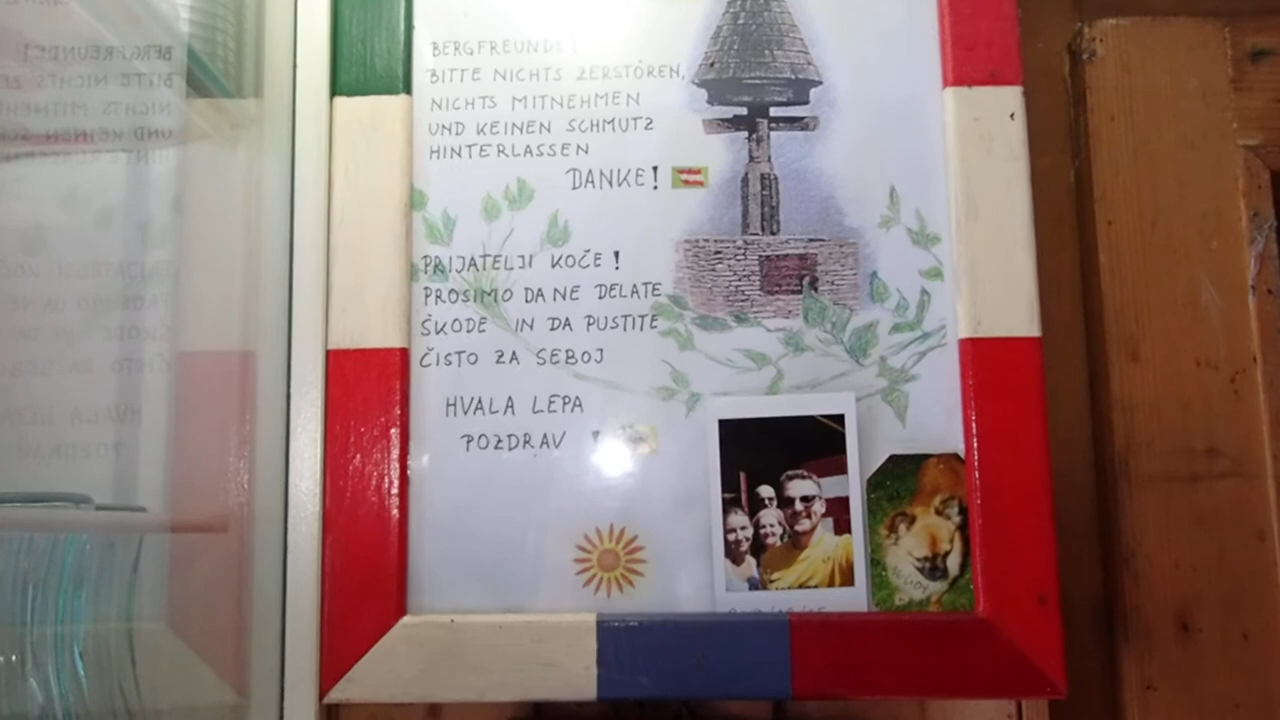 BERGFREUNDE!
BITTE NICHTS ZERSTÖREN,
NICHTS MITNEHMEN
UND KEINEN SCHMUTZ
HINTERLASSEN
DANKE!
PRIJATELJI KOČE!
PROSIMO DA NE DELATE
ŠKODE IN DA PUSTITE
ČISTO ZA SEBOJ
HVALA LEPA
POZDRAV